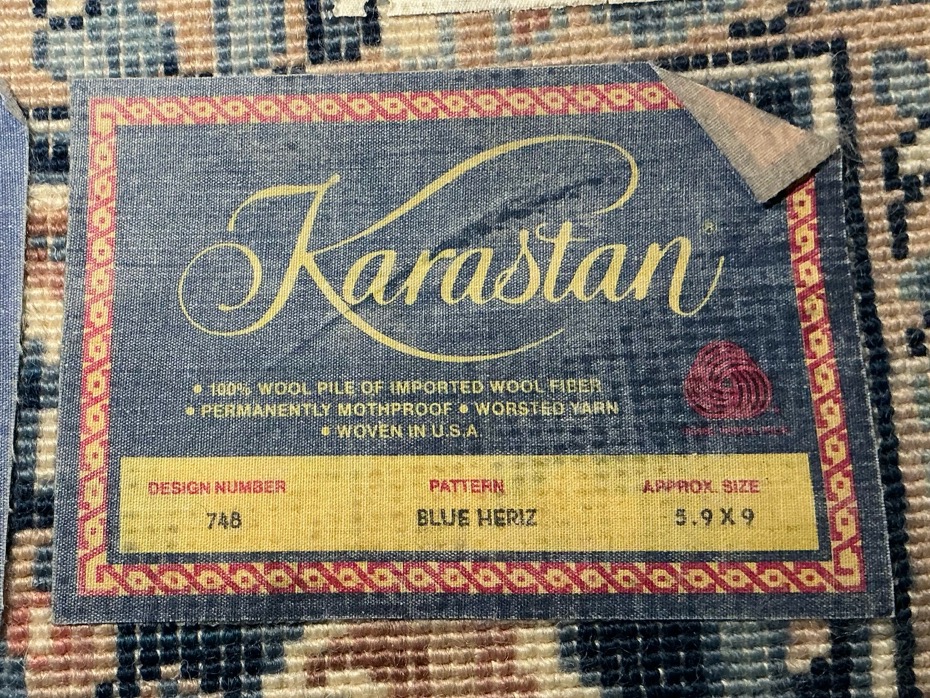 Karastan®
• 100% WOOL PILE OF IMPORTED WOOL FIBER
• PERMANENTLY MOTHPROOF • WORSTED YARN
• WOVEN IN U.S.A.
DESIGN NUMBER PATTERN APPROX. SIZE
748 BLUE HERIZ 5.9 X 9